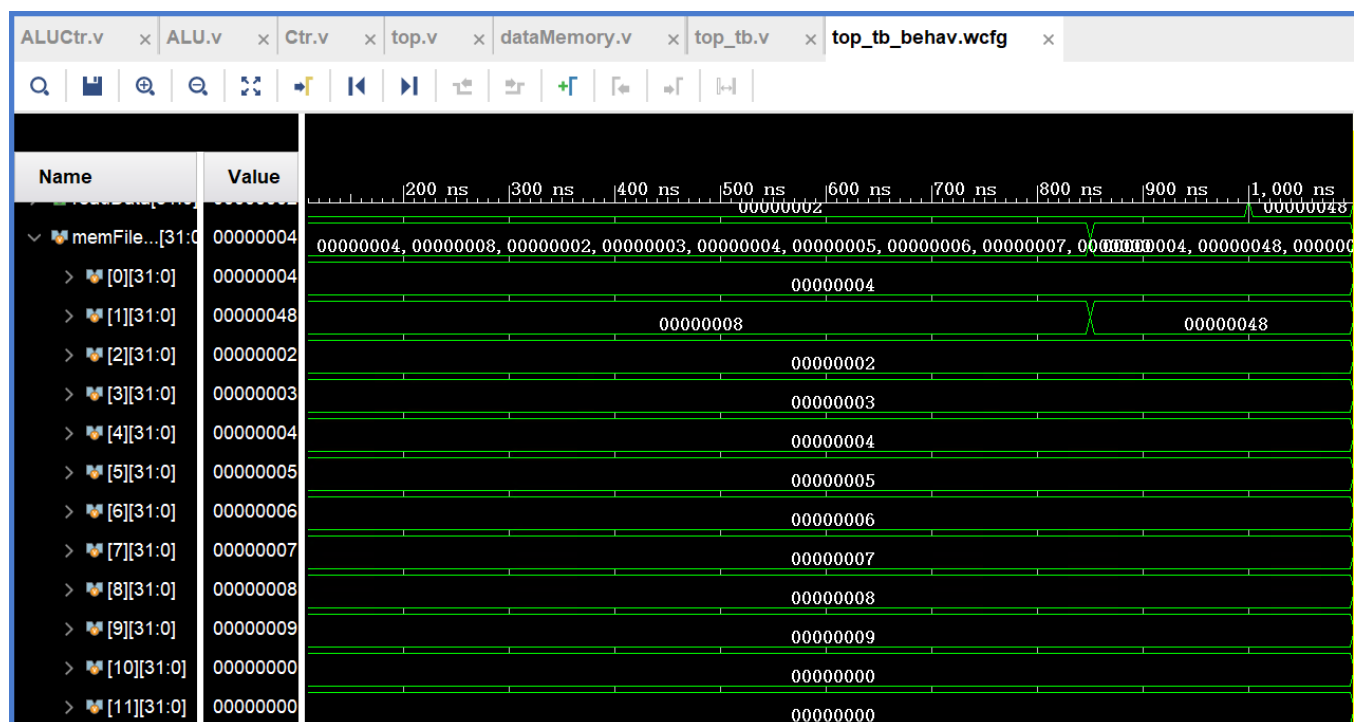 ALUCtr.v × ALU.v × Ctr.v × top.v × dataMemory.v × top_tb.v × top_tb_behav.wcfg ×
Name Value 200 ns 300 ns 400 ns 500 ns 600 ns 700 ns 800 ns 900 ns 1,000 ns
00000002 00000048
memFile...[31:0 00000004 00000004,00000008,00000002,00000003,00000004,00000005,00000006,00000007, 00000004,00000048,000000
[0][31:0] 00000004 00000004
[1][31:0] 00000048 00000008 00000048
[2][31:0] 00000002 00000002
[3][31:0] 00000003 00000003
[4][31:0] 00000004 00000004
[5][31:0] 00000005 00000005
[6][31:0] 00000006 00000006
[7][31:0] 00000007 00000007
[8][31:0] 00000008 00000008
[9][31:0] 00000009 00000009
[10][31:0] 00000000 00000000
[11][31:0] 00000000 00000000